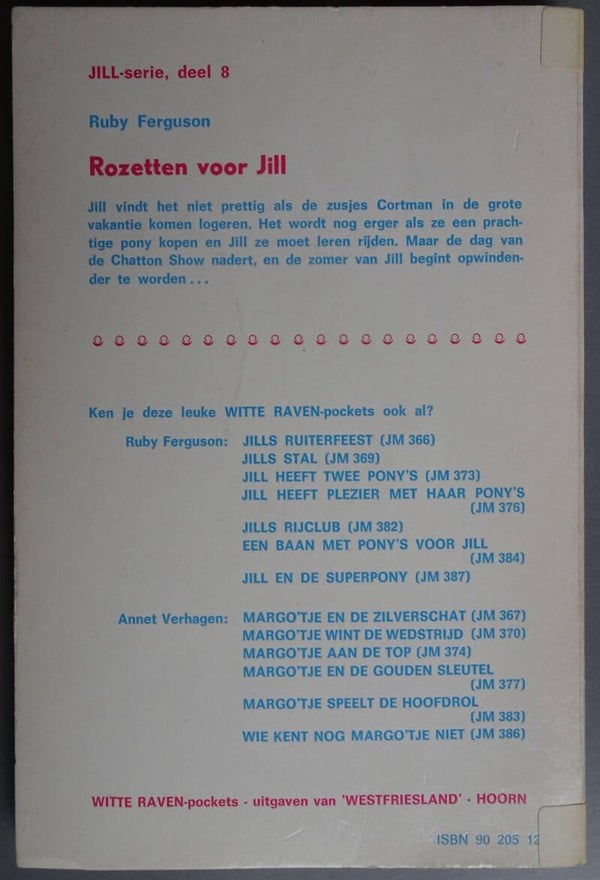 JILL-serie, deel 8
Ruby Ferguson
Rozetten voor Jill
Jill vindt het niet prettig als de zusjes Cortman in de grote
vakantie komen logeren. Het wordt nog erger als ze een prach-
tige pony kopen en Jill ze moet leren rijden. Maar de dag van
de Chatton Show nadert, en de zomer van Jill begint opwinden-
der te worden...
Ken je deze leuke WITTE RAVEN-pockets ook al?
Ruby Ferguson: JILLS RUITERFEEST (JM 366)
JILLS STAL (JM 369)
JILL HEEFT TWEE PONY'S (JM 373)
JILL HEEFT PLEZIER MET HAAR PONY'S
(JM 376)
JILLS RIJCLUB (JM 382)
EEN BAAN MET PONY'S VOOR JILL
(JM 384)
JILL EN DE SUPERPONY (JM 387)
Annet Verhagen: MARGO'TJE EN DE ZILVERSCHAT (JM 367)
MARGO'TJE WINT DE WEDSTRIJD (JM 370)
MARGO'TJE AAN DE TOP (JM 374)
MARGO'TJE EN DE GOUDEN SLEUTEL
(JM 377)
MARGO'TJE SPEELT DE HOOFDROL
(JM 383)
WIE KENT NOG MARGO'TJE NIET (JM 386)
WITTE RAVEN-pockets - uitgaven van 'WESTFRIESLAND' - HOORN
ISBN 90 205 12